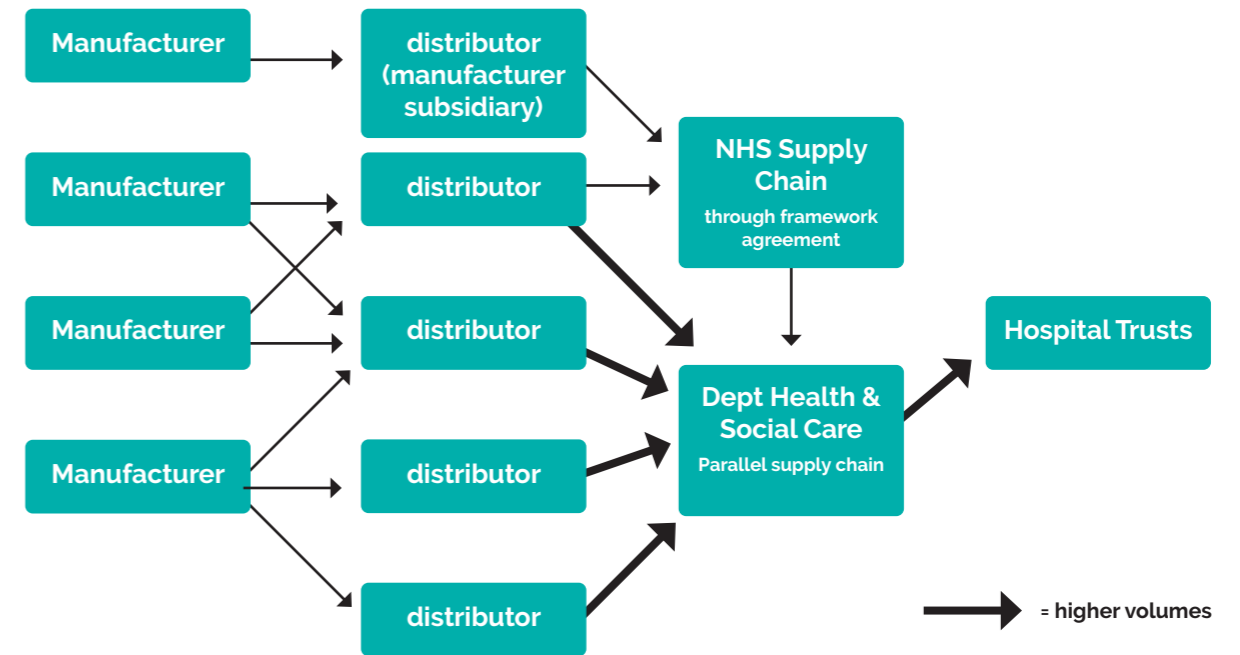 Manufacturer
distributor
(manufacturer
subsidiary)
NHS Supply
Chain
through framework
agreement
Manufacturer
distributor
Manufacturer
distributor
Hospital Trusts
Dept Health &
Social Care
Parallel supply chain
Manufacturer
distributor
distributor
= higher volumes